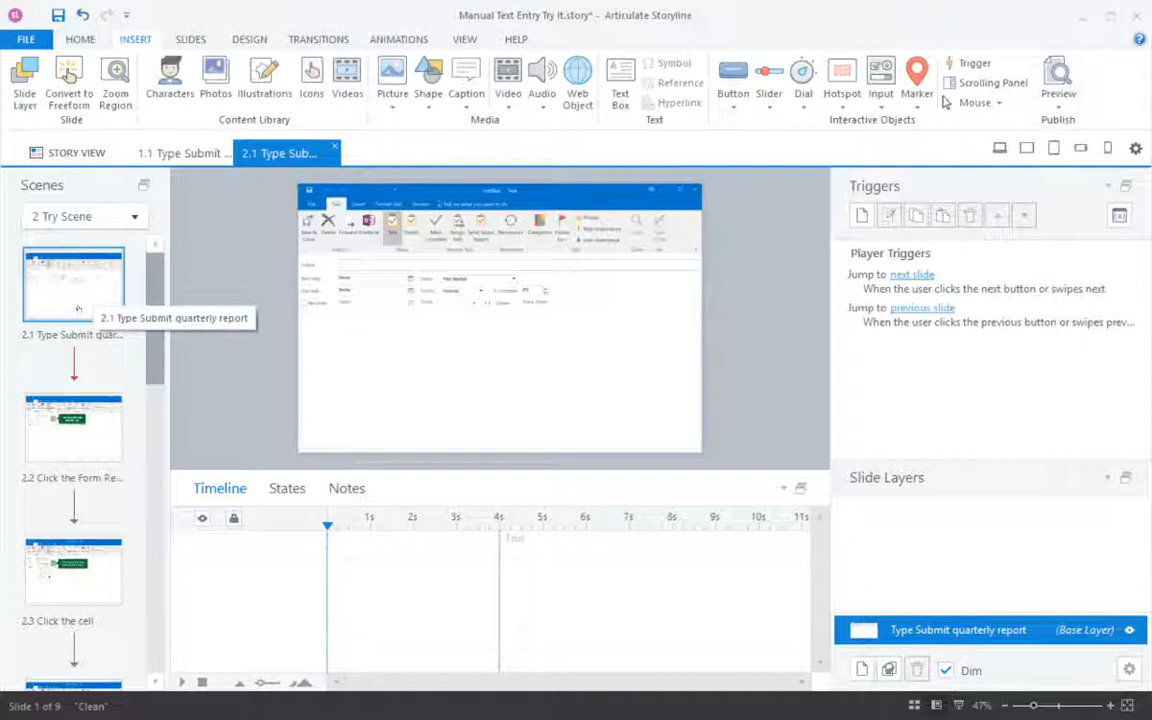 Manual Text Entry Try It.story* - Articulate Storyline
FILE HOME INSERT SLIDES DESIGN TRANSITIONS ANIMATIONS VIEW HELP
Slide Layer
Convert to Freeform
Zoom Region
Slide
Characters
Photos
Illustrations
Icons
Videos
Content Library
Picture
Shape
Caption
Video
Audio
Web Object
Media
Text Box
Symbol
Reference
Hyperlink
Text
Button
Slider
Dial
Hotspot
Input
Marker
Trigger
Scrolling Panel
Mouse
Interactive Objects
Preview
Publish
STORY VIEW
1.1 Type Submit ...
2.1 Type Sub...
Scenes
2 Try Scene
2.1 Type Submit quarterly report
2.1 Type Submit quar...
2.2 Click the Form Re...
2.3 Click the cell
Timeline
States
Notes
1s 2s 3s 4s 5s 6s 7s 8s 9s 10s 11s
End
Triggers
Player Triggers
Jump to next slide
When the user clicks the next button or swipes next
Jump to previous slide
When the user clicks the previous button or swipes prev...
Slide Layers
Type Submit quarterly report (Base Layer)
Dim
Slide 1 of 9 "Clean"
47%